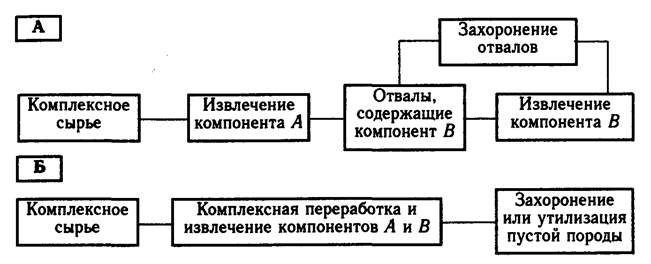 А
Захоронение
отвалов
Комплексное
сырье
Извлечение
компонента A
Отвалы,
содержащие
компонент B
Извлечение
компонента B
Б
Комплексное
сырье
Комплексная переработка и
извлечение компонентов A и B
Захоронение
или утилизация
пустой породы